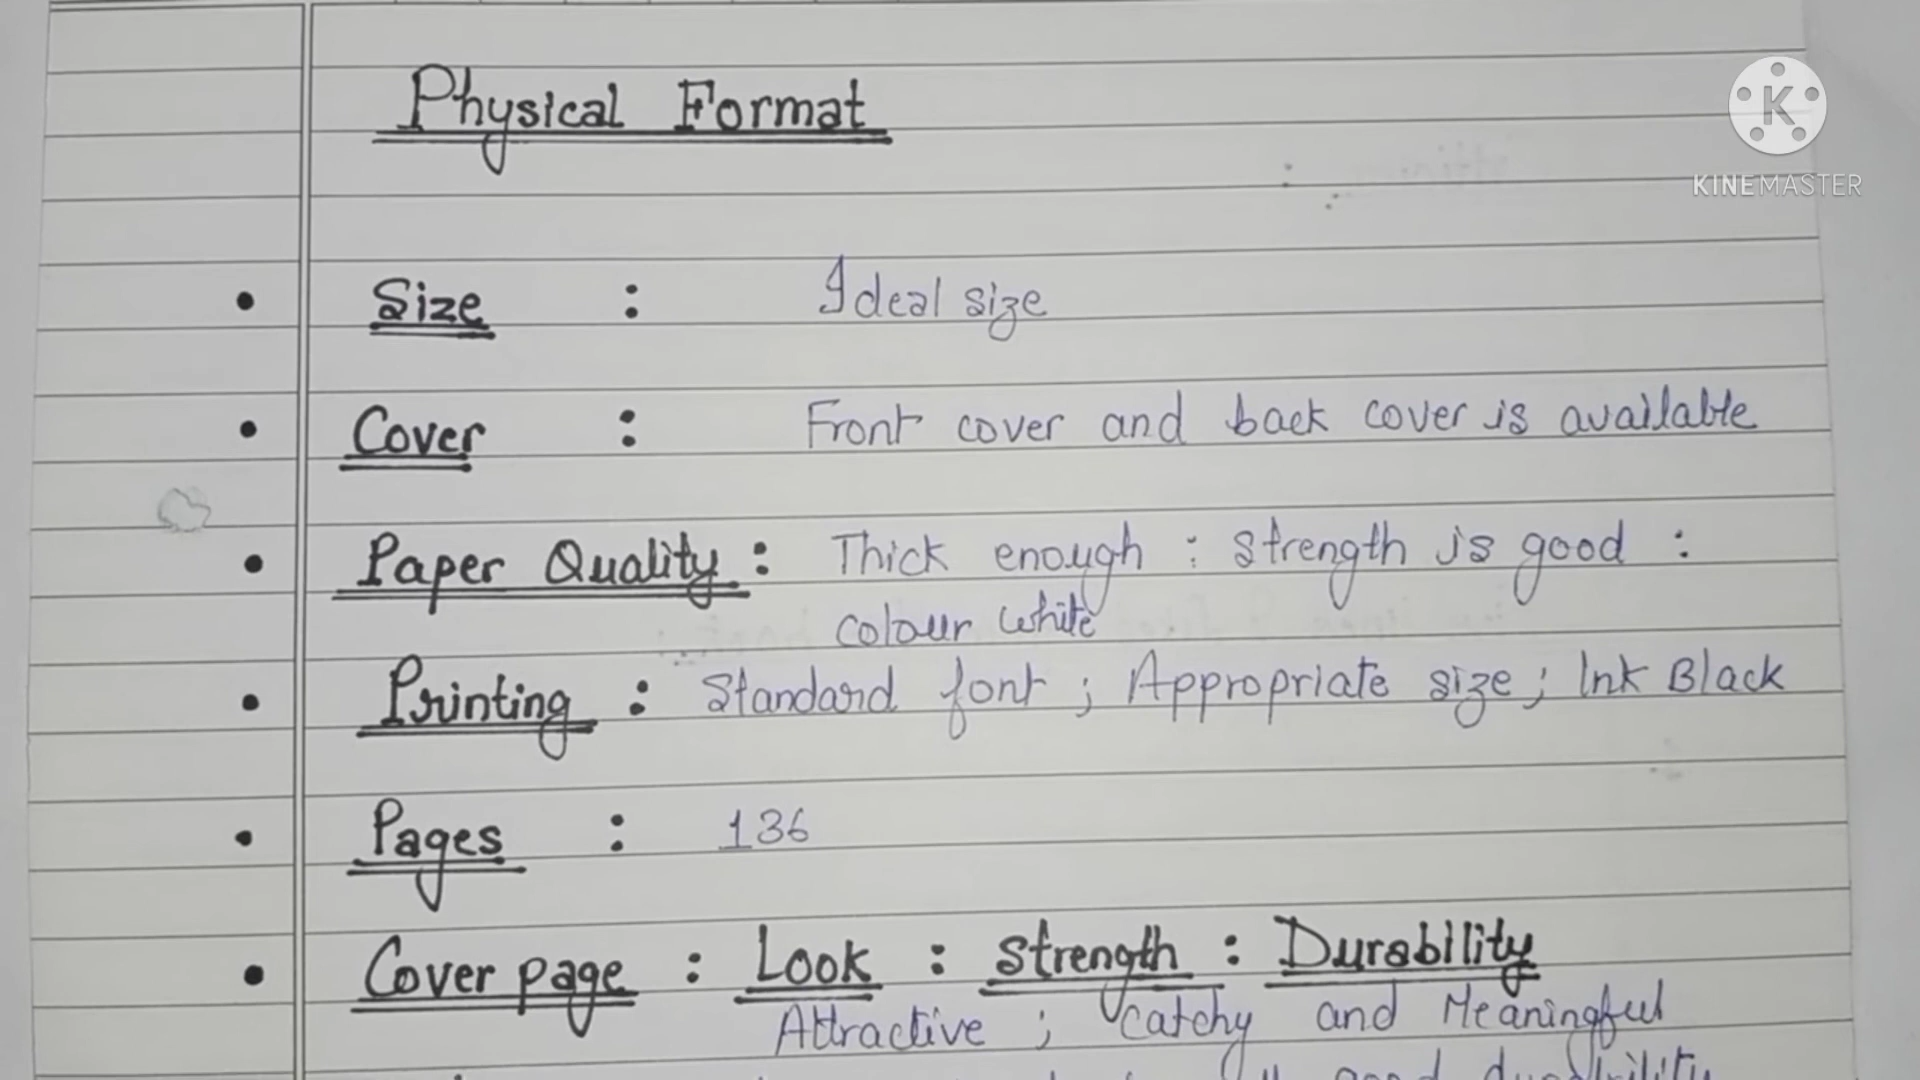 Physical Format
KINEMASTER
• Size : Ideal size
• Cover : Front cover and back cover is available
• Paper Quality : Thick enough : strength is good :
colour white
• Printing : Standard font ; Appropriate size ; Ink Black
• Pages : 136
• Cover page : Look : Strength : Durability
Attractive ; Catchy and Meaningful
good durability